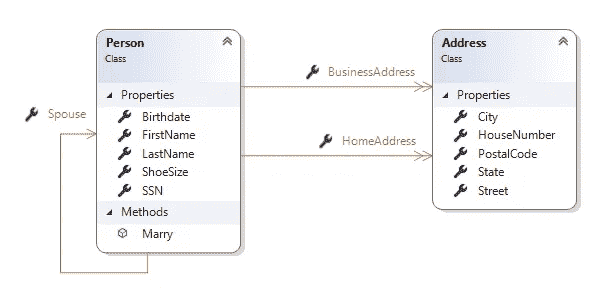 Person
Class
Properties
Birthdate
FirstName
LastName
ShoeSize
SSN
Methods
Marry
Spouse
BusinessAddress
HomeAddress
Address
Class
Properties
City
HouseNumber
PostalCode
State
Street